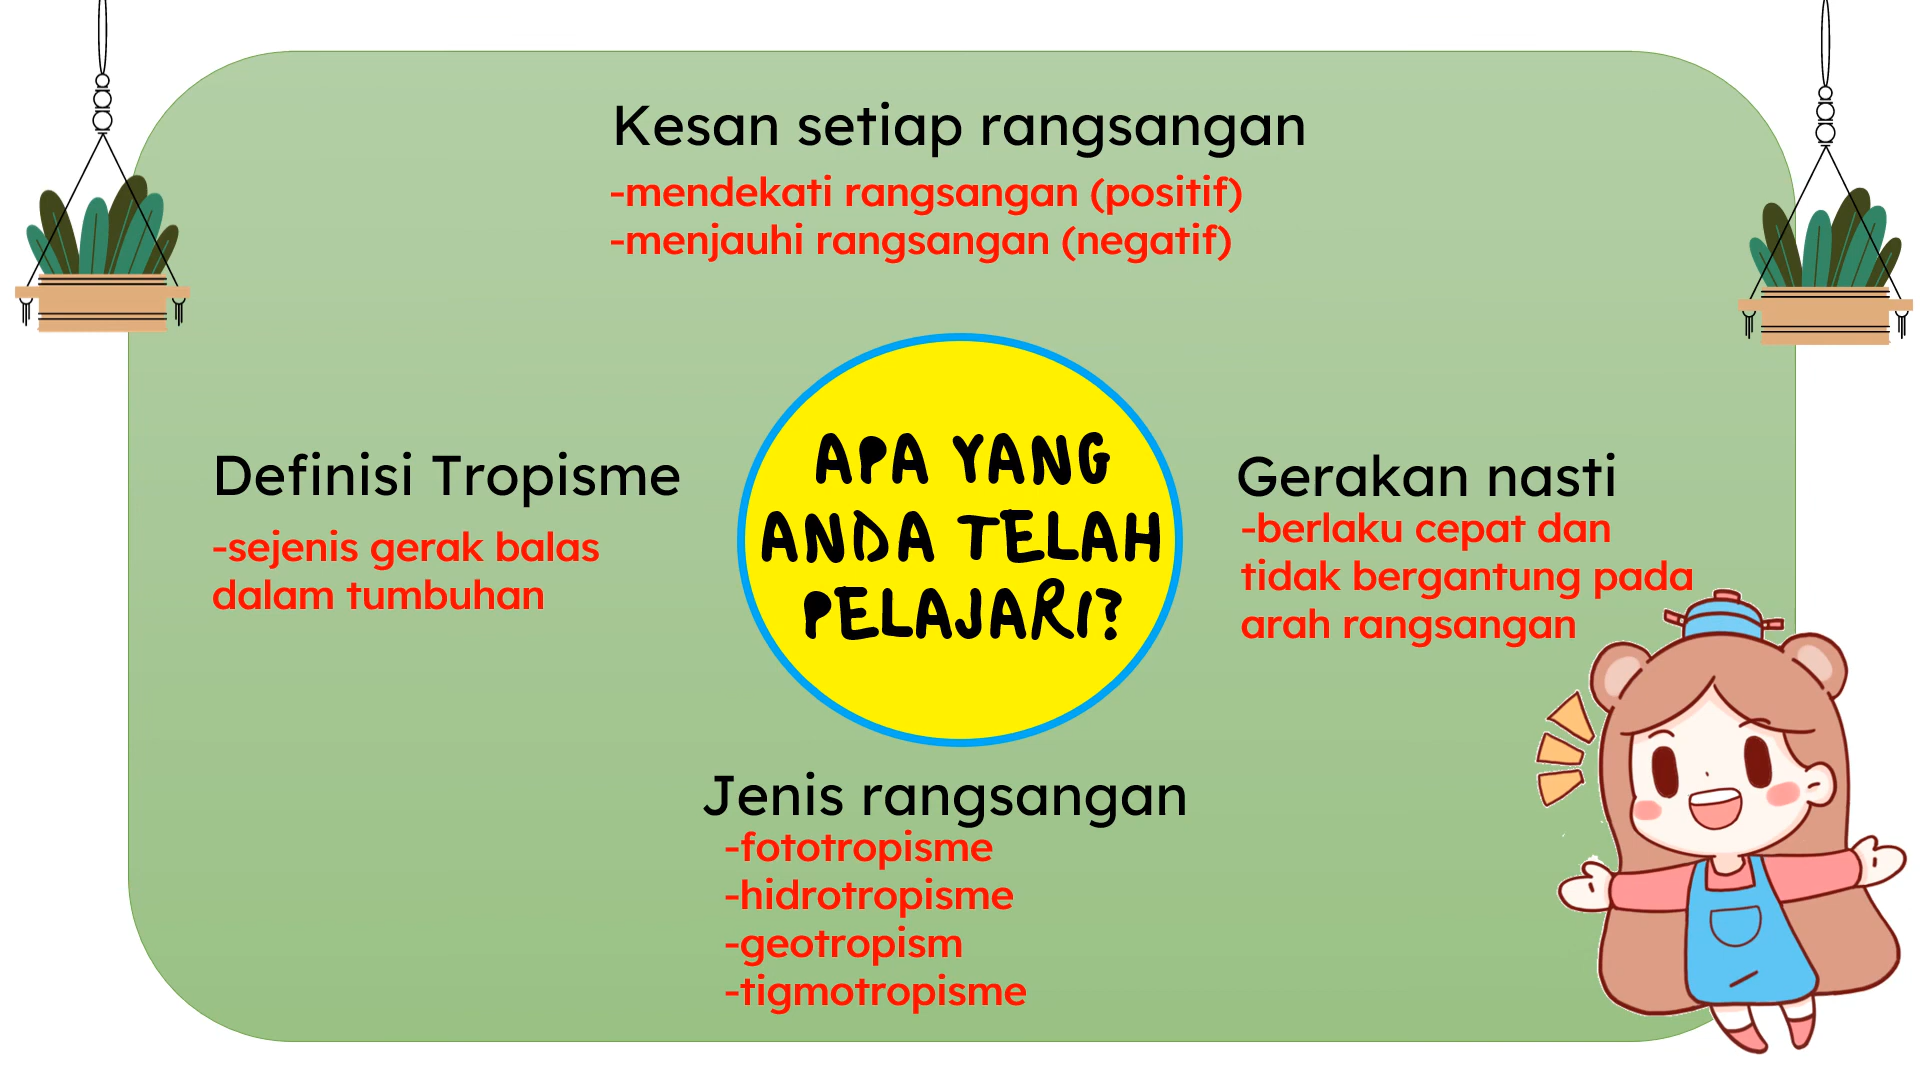 Kesan setiap rangsangan
-mendekati rangsangan (positif)
-menjauhi rangsangan (negatif)
Definisi Tropisme
-sejenis gerak balas
dalam tumbuhan
APA YANG
ANDA TELAH
PELAJARI?
Gerakan nasti
-berlaku cepat dan
tidak bergantung pada
arah rangsangan
Jenis rangsangan
-fototropisme
-hidrotropisme
-geotropism
-tigmotropisme